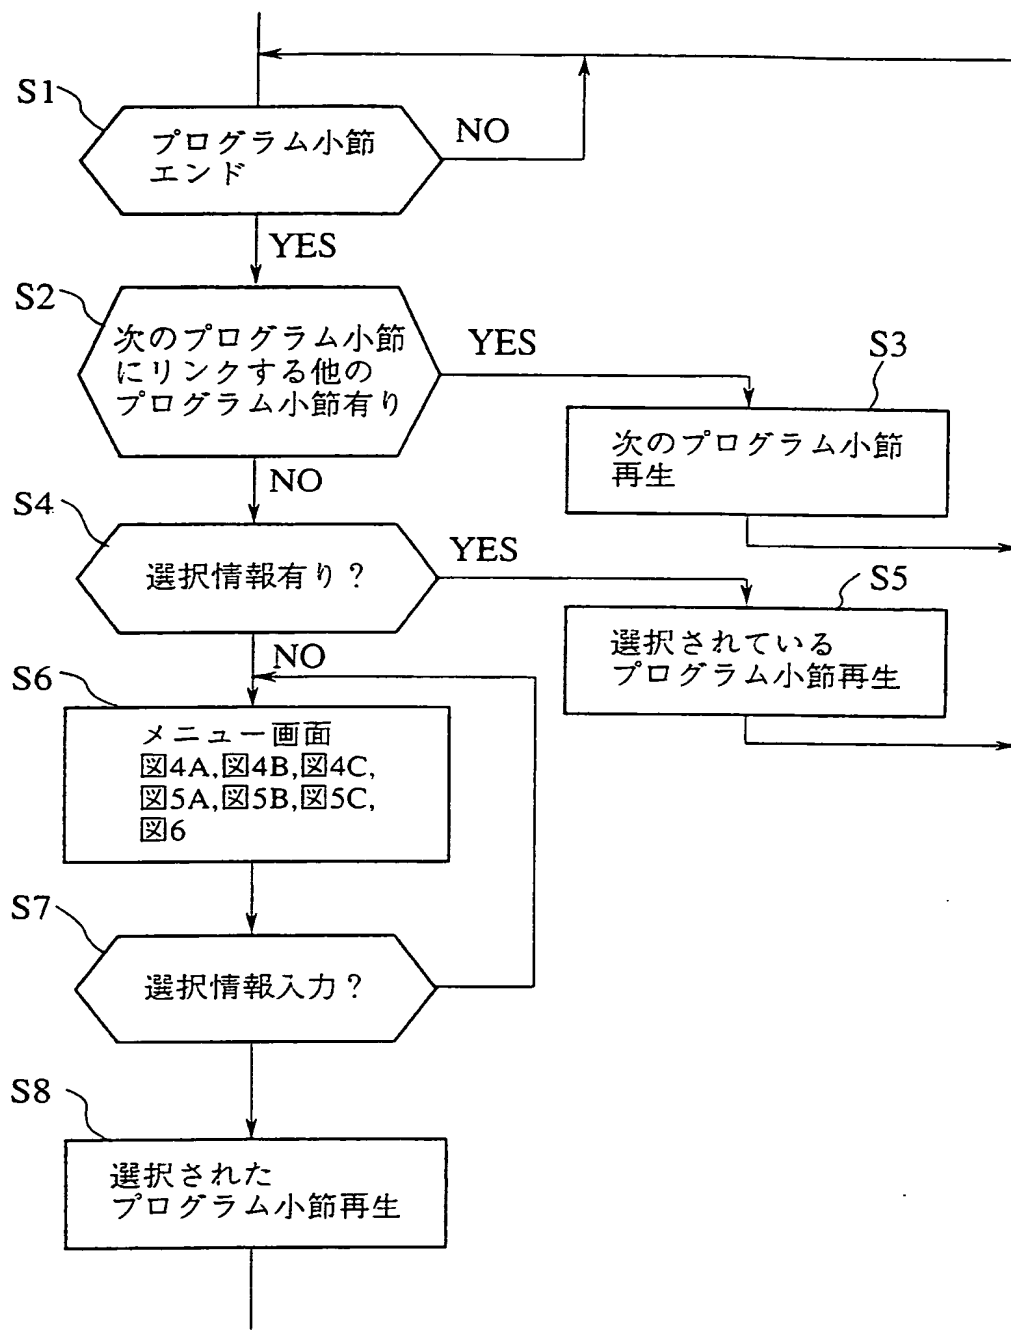 S1
プログラム小節
エンド
NO
YES
S2
次のプログラム小節
にリンクする他の
プログラム小節有り
YES
S3
次のプログラム小節
再生
NO
S4
選択情報有り?
YES
S5
選択されている
プログラム小節再生
NO
S6
メニュー画面
図4A,図4B,図4C,
図5A,図5B,図5C,
図6
S7
選択情報入力?
S8
選択された
プログラム小節再生